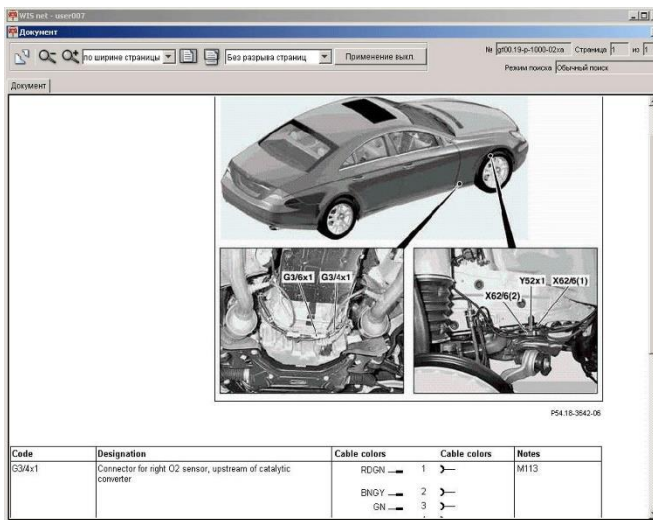 WIS net - user007
Документ
по ширине страницы
Без разрыва страниц
Применение выкл.
№ gf00.19-p-1000-02xa Страница 1 из 1
Режим поиска Обычный поиск
Документ
G3/6x1 G3/4x1
Y52x1 X62/6(1)
X62/6(2)
P54.18-3642-06
Code Designation Cable colors Cable colors Notes
G3/4x1 Connector for right O2 sensor, upstream of catalytic converter RDGN 1 M113
BNGY 2
GN 3